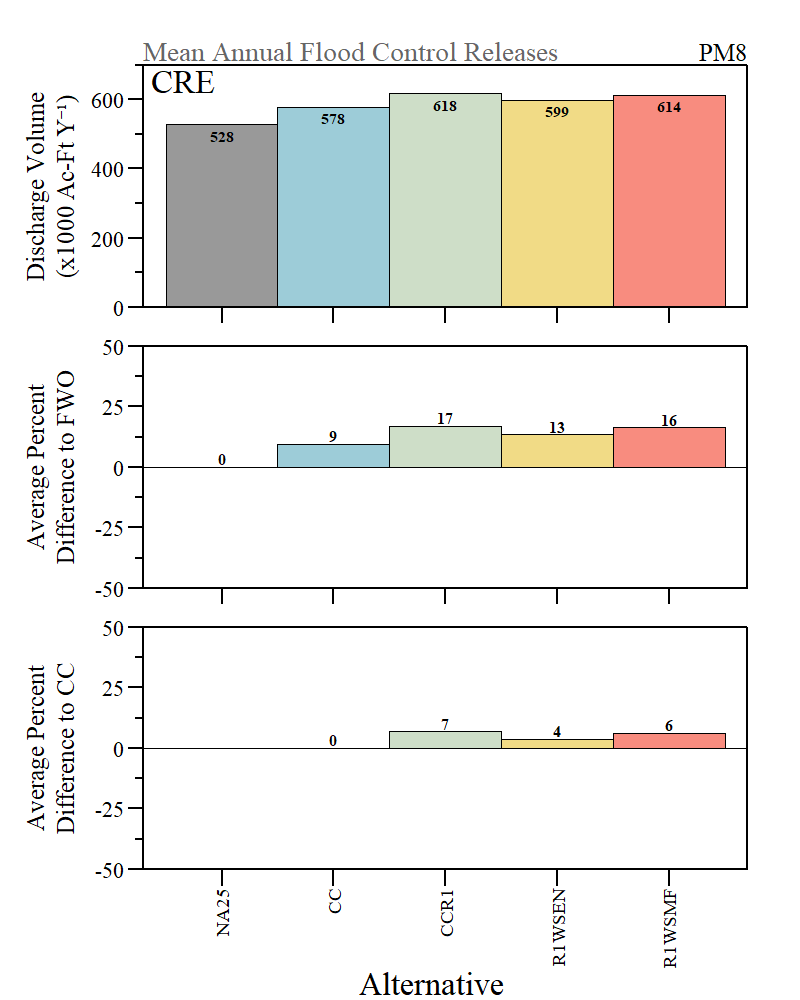 Mean Annual Flood Control Releases PM8
CRE
Discharge Volume
(x1000 Ac-Ft Y⁻¹)
600
400
200
0
528
578
618
599
614
Average Percent
Difference to FWO
50
25
0
-25
-50
0
9
17
13
16
Average Percent
Difference to CC
50
25
0
-25
-50
0
7
4
6
NA25
CC
CCR1
R1WSEN
R1WSMF
Alternative